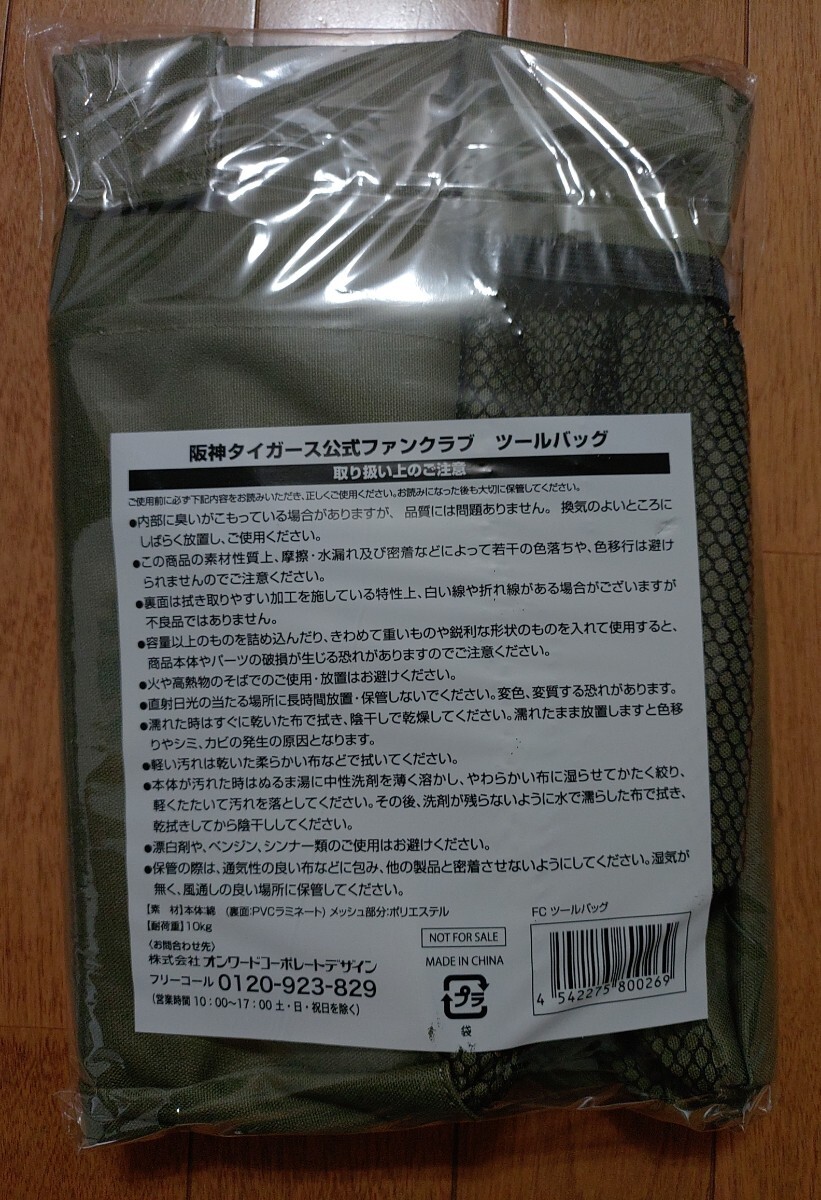 阪神タイガース公式ファンクラブ　ツールバッグ
取り扱い上のご注意
ご使用前に必ず下記内容をお読みいただき、正しくご使用ください。お読みになった後も大切に保管してください。
●内部に臭いがこもっている場合がありますが、品質には問題ありません。換気のよいところに
しばらく放置し、ご使用ください。
●この商品の素材性質上、摩擦・水漏れ及び密着などによって若干の色落ちや、色移行は避け
られませんのでご注意ください。
●裏面は拭き取りやすい加工を施している特性上、白い線や折れ線がある場合がございますが
不良品ではありません。
●容量以上のものを詰め込んだり、きわめて重いものや鋭利な形状のものを入れて使用すると、
商品本体やパーツの破損が生じる恐れがありますのでご注意ください。
●火や高熱物のそばでのご使用・放置はお避けください。
●直射日光の当たる場所に長時間放置・保管しないでください。変色、変質する恐れがあります。
●濡れた時はすぐに乾いた布で拭き、陰干しで乾燥してください。濡れたまま放置しますと色移
りやシミ、カビの発生の原因となります。
●軽い汚れは乾いた柔らかい布などで拭いてください。
●本体が汚れた時はぬるま湯に中性洗剤を薄く溶かし、やわらかい布に湿らせてかたく絞り、
軽くたたいて汚れを落としてください。その後、洗剤が残らないように水で濡らした布で拭き、
乾拭きしてから陰干ししてください。
●漂白剤や、ベンジン、シンナー類のご使用はお避けください。
●保管の際は、通気性の良い布などに包み、他の製品と密着させないようにしてください。湿気が
無く、風通しの良い場所に保管してください。
【素　材】本体:綿　(裏面:PVCラミネート) メッシュ部分:ポリエステル
【耐荷重】10kg
〈お問合わせ先〉
株式会社オンワードコーポレートデザイン
フリーコール 0120-923-829
(営業時間 10:00〜17:00 土・日・祝日を除く)
NOT FOR SALE
MADE IN CHINA
プラ
袋
FC ツールバッグ
4 542275 800269